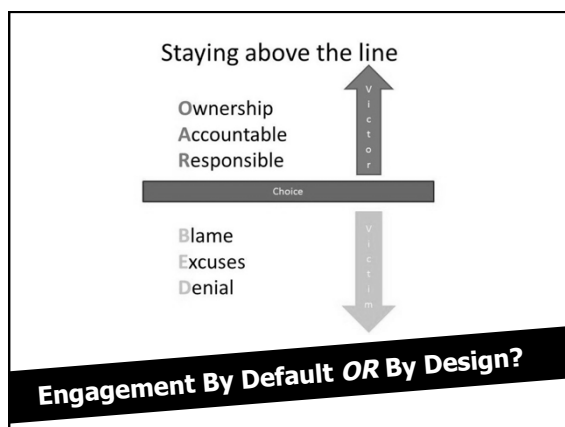 Staying above the line
Ownership
Accountable
Responsible
Victor
Choice
Blame
Excuses
Denial
Victim
Engagement By Default OR By Design?